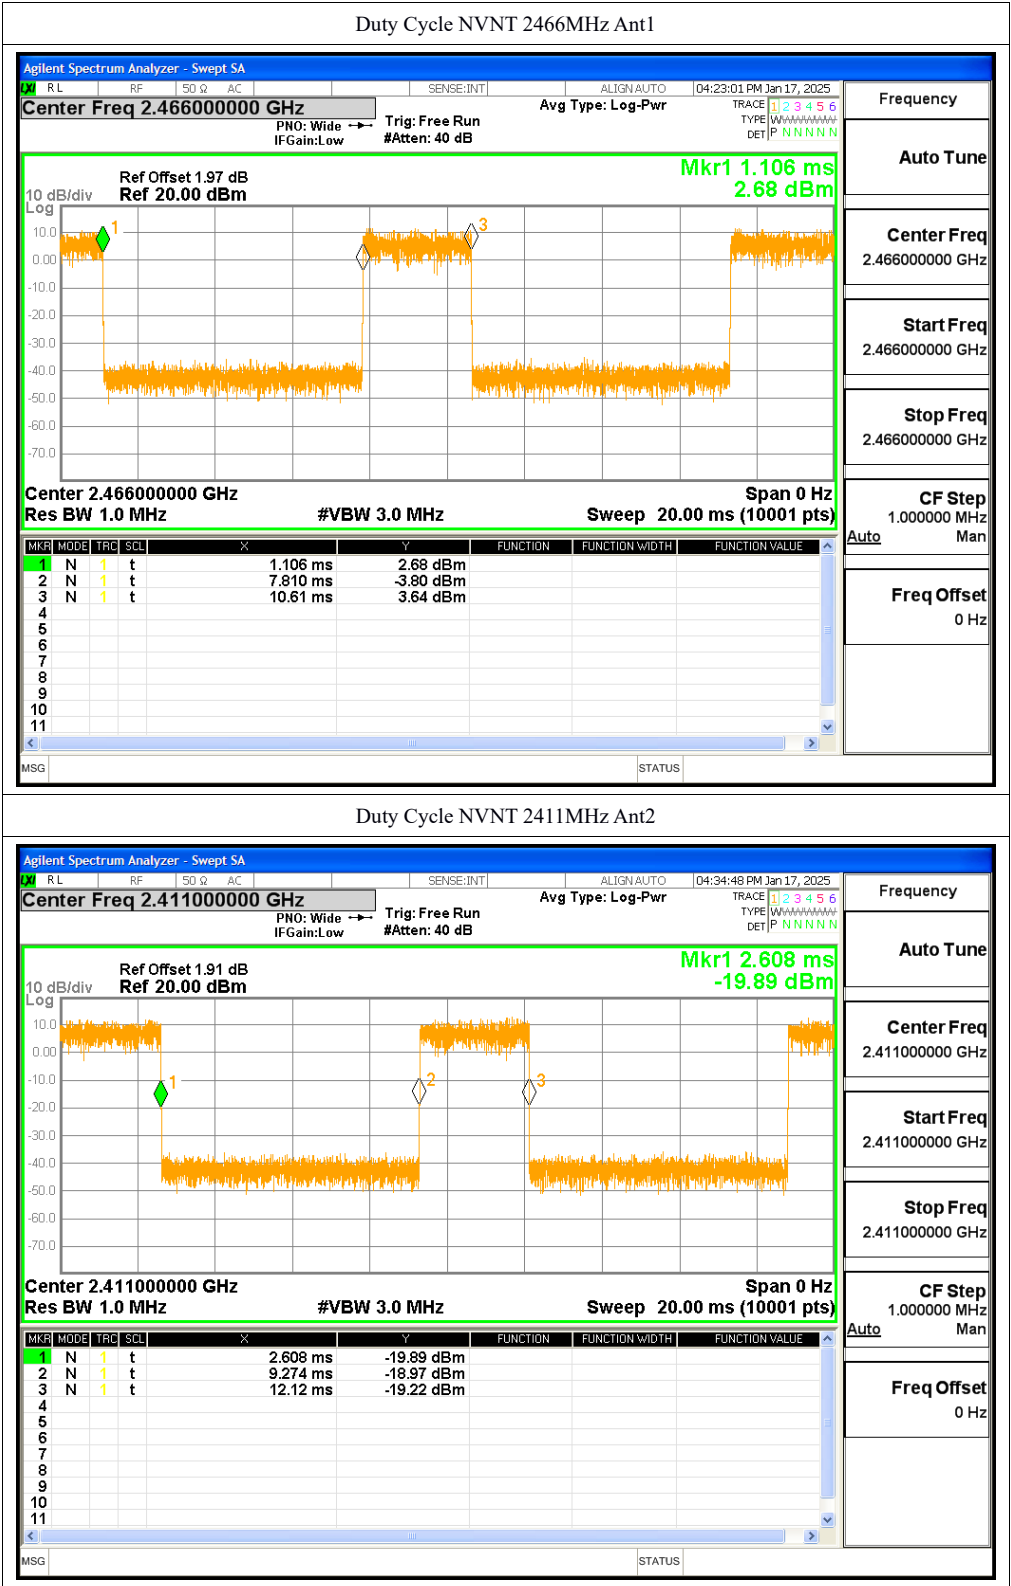 Duty Cycle NVNT 2466MHz Ant1
Agilent Spectrum Analyzer - Swept SA
LXI RL RF 50 Ω AC SENSE:INT ALIGN AUTO 04:23:01 PM Jan 17, 2025
Center Freq 2.466000000 GHz
Avg Type: Log-Pwr
TRACE 1 2 3 4 5 6
PNO: Wide
Trig: Free Run
TYPE W
IFGain:Low
#Atten: 40 dB
DET P N N N N N
Mkr1 1.106 ms
2.68 dBm
Ref Offset 1.97 dB
10 dB/div Ref 20.00 dBm
Log
10.0
0.00
-10.0
-20.0
-30.0
-40.0
-50.0
-60.0
-70.0
1
3
Center 2.466000000 GHz Span 0 Hz
Res BW 1.0 MHz #VBW 3.0 MHz Sweep 20.00 ms (10001 pts)
MKR MODE TRC SCL X Y FUNCTION FUNCTION WIDTH FUNCTION VALUE
1 N 1 t 1.106 ms 2.68 dBm
2 N 1 t 7.810 ms -3.80 dBm
3 N 1 t 10.61 ms 3.64 dBm
4
5
6
7
8
9
10
11
MSG STATUS
Frequency
Auto Tune
Center Freq
2.466000000 GHz
Start Freq
2.466000000 GHz
Stop Freq
2.466000000 GHz
CF Step
1.000000 MHz
Auto Man
Freq Offset
0 Hz
Duty Cycle NVNT 2411MHz Ant2
Agilent Spectrum Analyzer - Swept SA
LXI RL RF 50 Ω AC SENSE:INT ALIGN AUTO 04:34:48 PM Jan 17, 2025
Center Freq 2.411000000 GHz
Avg Type: Log-Pwr
TRACE 1 2 3 4 5 6
PNO: Wide
Trig: Free Run
TYPE W
IFGain:Low
#Atten: 40 dB
DET P N N N N N
Mkr1 2.608 ms
-19.89 dBm
Ref Offset 1.91 dB
10 dB/div Ref 20.00 dBm
Log
10.0
0.00
-10.0
-20.0
-30.0
-40.0
-50.0
-60.0
-70.0
1
2
3
Center 2.411000000 GHz Span 0 Hz
Res BW 1.0 MHz #VBW 3.0 MHz Sweep 20.00 ms (10001 pts)
MKR MODE TRC SCL X Y FUNCTION FUNCTION WIDTH FUNCTION VALUE
1 N 1 t 2.608 ms -19.89 dBm
2 N 1 t 9.274 ms -18.97 dBm
3 N 1 t 12.12 ms -19.22 dBm
4
5
6
7
8
9
10
11
MSG STATUS
Frequency
Auto Tune
Center Freq
2.411000000 GHz
Start Freq
2.411000000 GHz
Stop Freq
2.411000000 GHz
CF Step
1.000000 MHz
Auto Man
Freq Offset
0 Hz